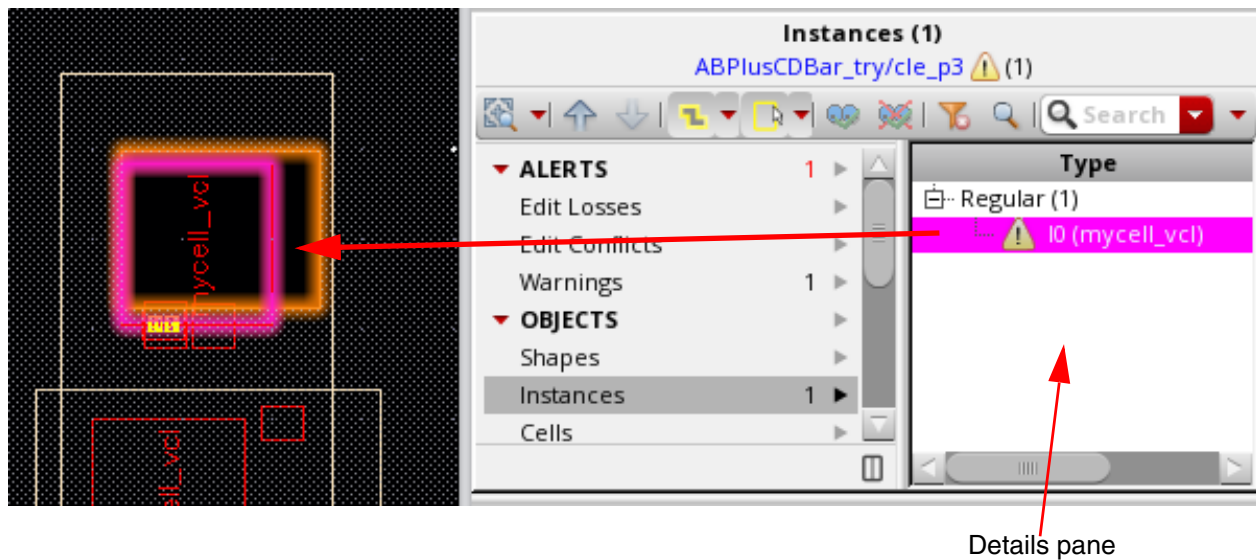 mycell_vcl
ell_vcl
Instances (1)
ABPlusCDBar_try/cle_p3 (1)
Search
ALERTS 1
Edit Losses
Edit Conflicts
Warnings 1
OBJECTS
Shapes
Instances 1
Cells
Type
Regular (1)
I0 (mycell_vcl)
Details pane